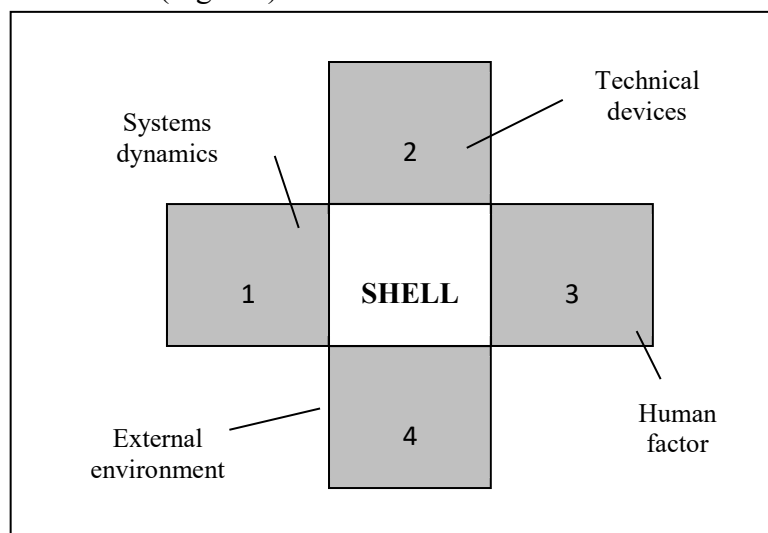 Technical
devices
Systems
dynamics
2
1
SHELL
3
4
External
environment
Human
factor